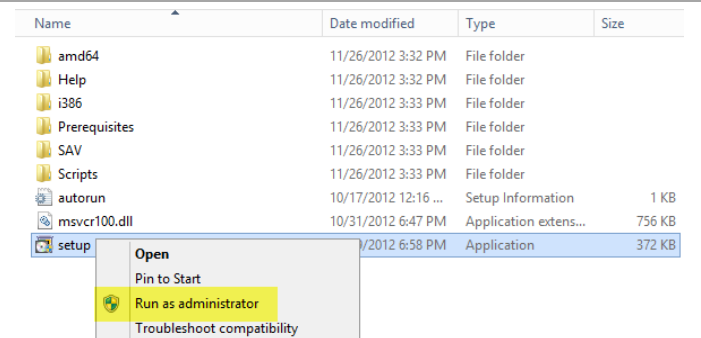 Name Date modified Type Size
amd64 11/26/2012 3:32 PM File folder
Help 11/26/2012 3:32 PM File folder
i386 11/26/2012 3:33 PM File folder
Prerequisites 11/26/2012 3:33 PM File folder
SAV 11/26/2012 3:33 PM File folder
Scripts 11/26/2012 3:33 PM File folder
autorun 10/17/2012 12:16 ... Setup Information 1 KB
msvcr100.dll 10/31/2012 6:47 PM Application extens... 756 KB
setup /2012 6:58 PM Application 372 KB
Open
Pin to Start
Run as administrator
Troubleshoot compatibility